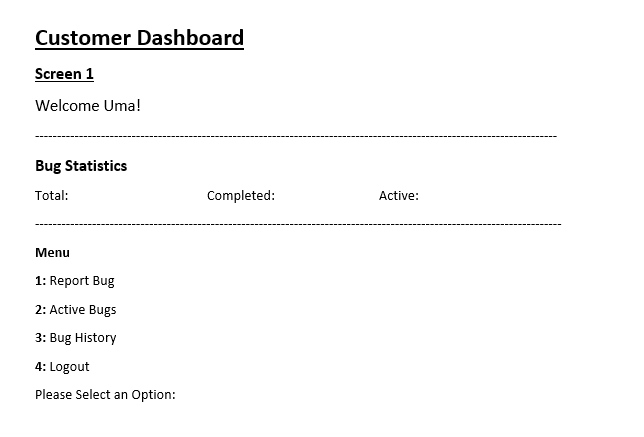 Customer Dashboard
Screen 1
Welcome Uma!
--------------------------------------------------------------------------------------------------------------------
Bug Statistics
Total: Completed: Active:
---------------------------------------------------------------------------------------------------------------------
Menu
1: Report Bug
2: Active Bugs
3: Bug History
4: Logout
Please Select an Option: